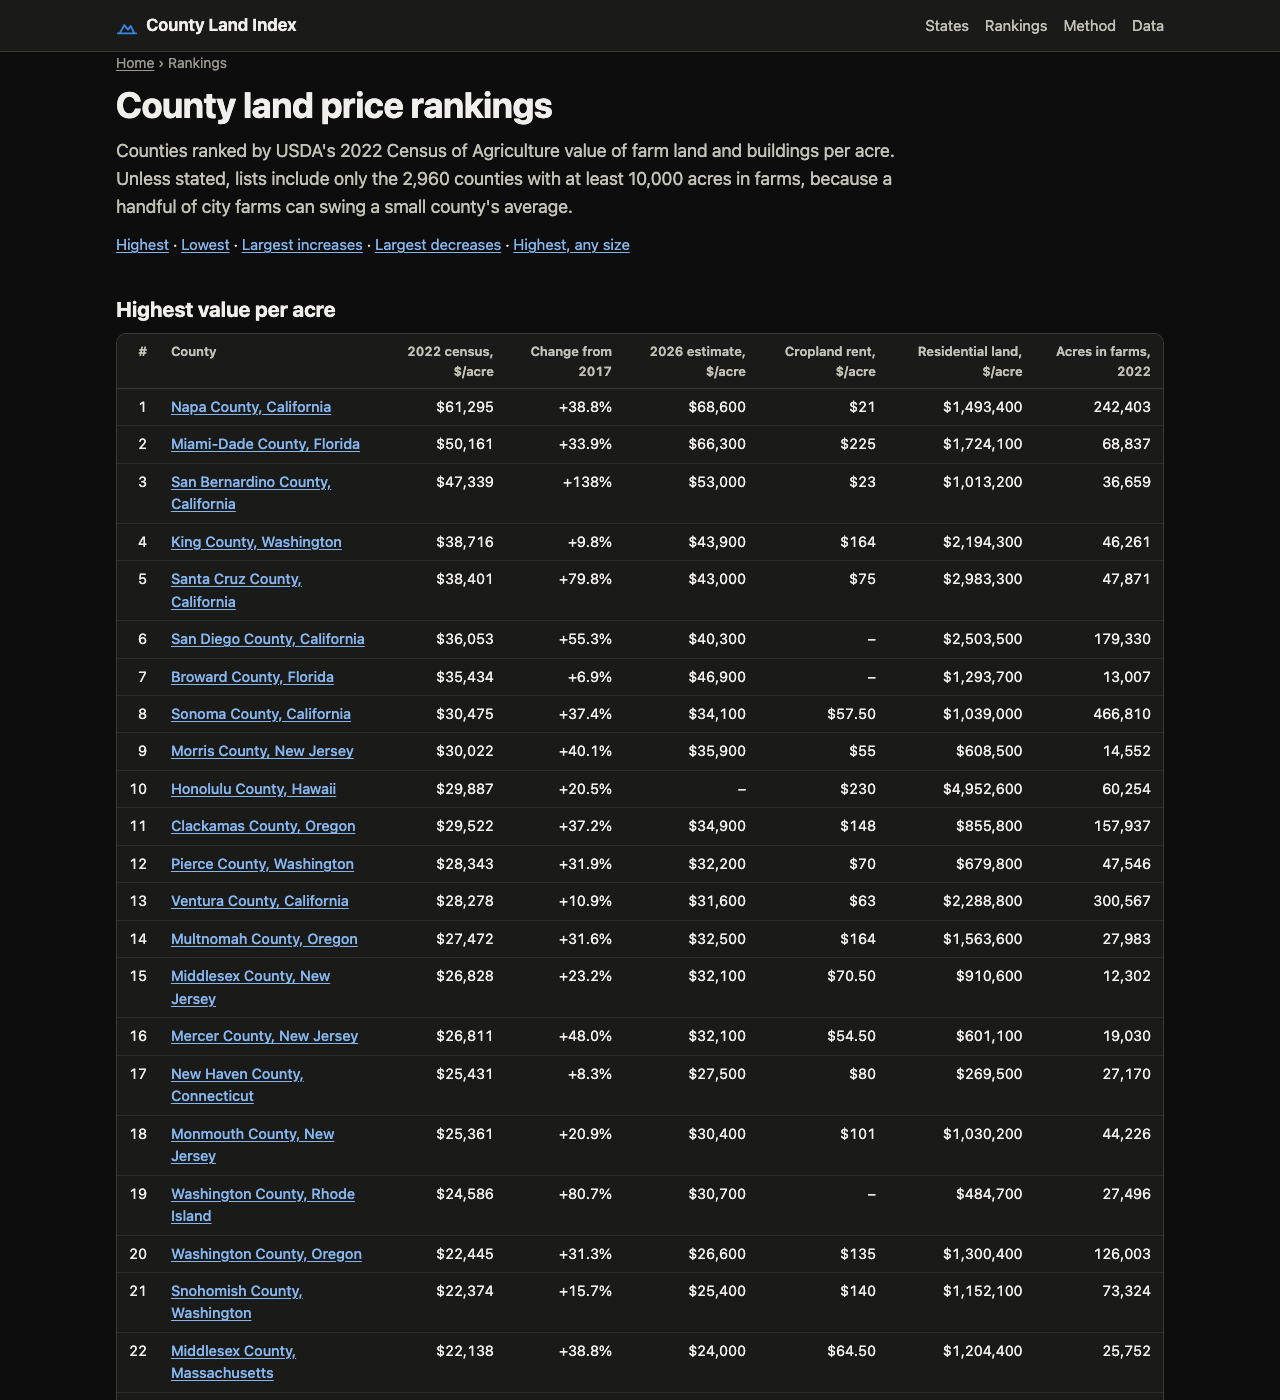 County Land Index
States Rankings Method Data
Home › Rankings
County land price rankings
Counties ranked by USDA's 2022 Census of Agriculture value of farm land and buildings per acre.
Unless stated, lists include only the 2,960 counties with at least 10,000 acres in farms, because a
handful of city farms can swing a small county's average.
Highest · Lowest · Largest increases · Largest decreases · Highest, any size
Highest value per acre
# County 2022 census, $/acre Change from 2017 2026 estimate, $/acre Cropland rent, $/acre Residential land, $/acre Acres in farms, 2022
1 Napa County, California $61,295 +38.8% $68,600 $21 $1,493,400 242,403
2 Miami-Dade County, Florida $50,161 +33.9% $66,300 $225 $1,724,100 68,837
3 San Bernardino County, California $47,339 +138% $53,000 $23 $1,013,200 36,659
4 King County, Washington $38,716 +9.8% $43,900 $164 $2,194,300 46,261
5 Santa Cruz County, California $38,401 +79.8% $43,000 $75 $2,983,300 47,871
6 San Diego County, California $36,053 +55.3% $40,300 – $2,503,500 179,330
7 Broward County, Florida $35,434 +6.9% $46,900 – $1,293,700 13,007
8 Sonoma County, California $30,475 +37.4% $34,100 $57.50 $1,039,000 466,810
9 Morris County, New Jersey $30,022 +40.1% $35,900 $55 $608,500 14,552
10 Honolulu County, Hawaii $29,887 +20.5% – $230 $4,952,600 60,254
11 Clackamas County, Oregon $29,522 +37.2% $34,900 $148 $855,800 157,937
12 Pierce County, Washington $28,343 +31.9% $32,200 $70 $679,800 47,546
13 Ventura County, California $28,278 +10.9% $31,600 $63 $2,288,800 300,567
14 Multnomah County, Oregon $27,472 +31.6% $32,500 $164 $1,563,600 27,983
15 Middlesex County, New Jersey $26,828 +23.2% $32,100 $70.50 $910,600 12,302
16 Mercer County, New Jersey $26,811 +48.0% $32,100 $54.50 $601,100 19,030
17 New Haven County, Connecticut $25,431 +8.3% $27,500 $80 $269,500 27,170
18 Monmouth County, New Jersey $25,361 +20.9% $30,400 $101 $1,030,200 44,226
19 Washington County, Rhode Island $24,586 +80.7% $30,700 – $484,700 27,496
20 Washington County, Oregon $22,445 +31.3% $26,600 $135 $1,300,400 126,003
21 Snohomish County, Washington $22,374 +15.7% $25,400 $140 $1,152,100 73,324
22 Middlesex County, Massachusetts $22,138 +38.8% $24,000 $64.50 $1,204,400 25,752